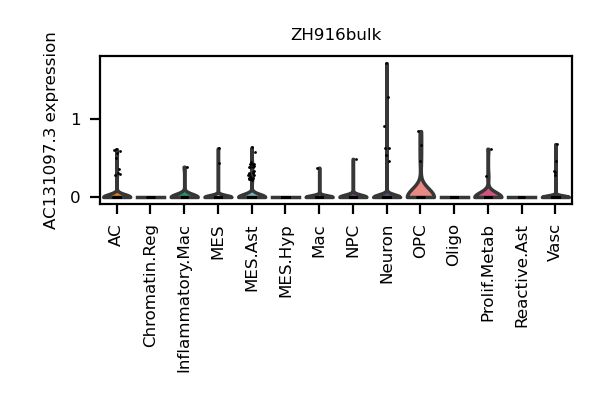 ZH916bulk
AC131097.3 expression
1
0
AC
Chromatin.Reg
Inflammatory.Mac
MES
MES.Ast
MES.Hyp
Mac
NPC
Neuron
OPC
Oligo
Prolif.Metab
Reactive.Ast
Vasc